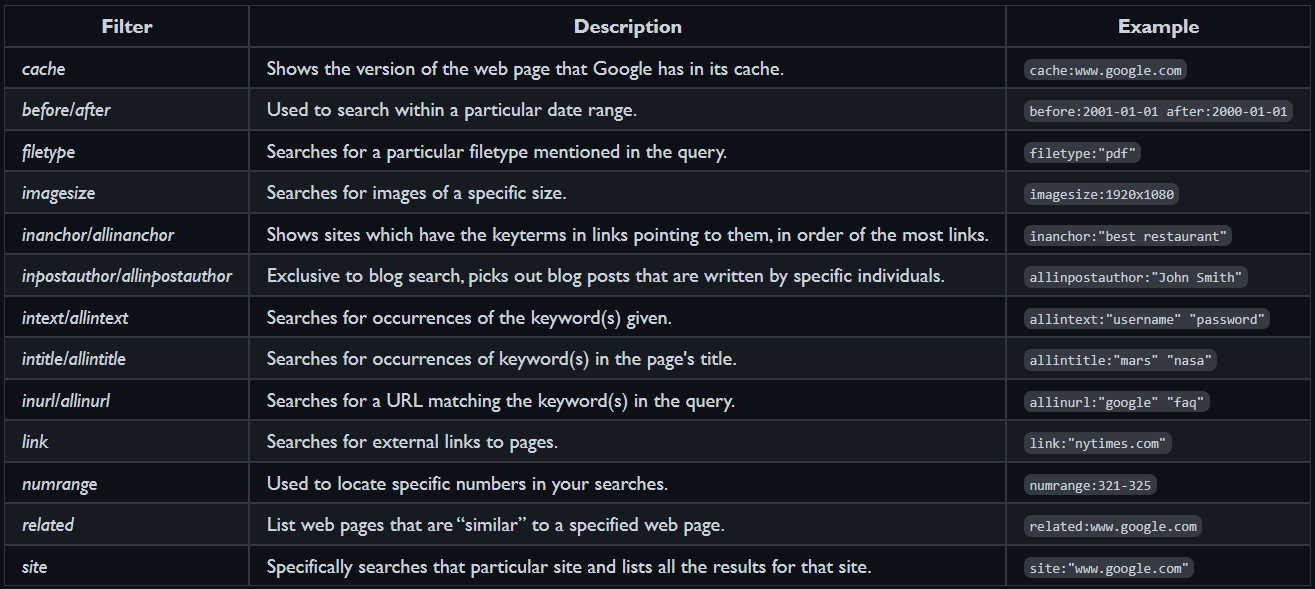 Filter Description Example
cache Shows the version of the web page that Google has in its cache. cache:www.google.com
before/after Used to search within a particular date range. before:2001-01-01 after:2000-01-01
filetype Searches for a particular filetype mentioned in the query. filetype:"pdf"
imagesize Searches for images of a specific size. imagesize:1920x1080
inanchor/allinanchor Shows sites which have the keyterms in links pointing to them, in order of the most links. inanchor:"best restaurant"
inpostauthor/allinpostauthor Exclusive to blog search, picks out blog posts that are written by specific individuals. allinpostauthor:"John Smith"
intext/allintext Searches for occurrences of the keyword(s) given. allintext:"username" "password"
intitle/allintitle Searches for occurrences of keyword(s) in the page's title. allintitle:"mars" "nasa"
inurl/allinurl Searches for a URL matching the keyword(s) in the query. allinurl:"google" "faq"
link Searches for external links to pages. link:"nytimes.com"
numrange Used to locate specific numbers in your searches. numrange:321-325
related List web pages that are “similar” to a specified web page. related:www.google.com
site Specifically searches that particular site and lists all the results for that site. site:"www.google.com"